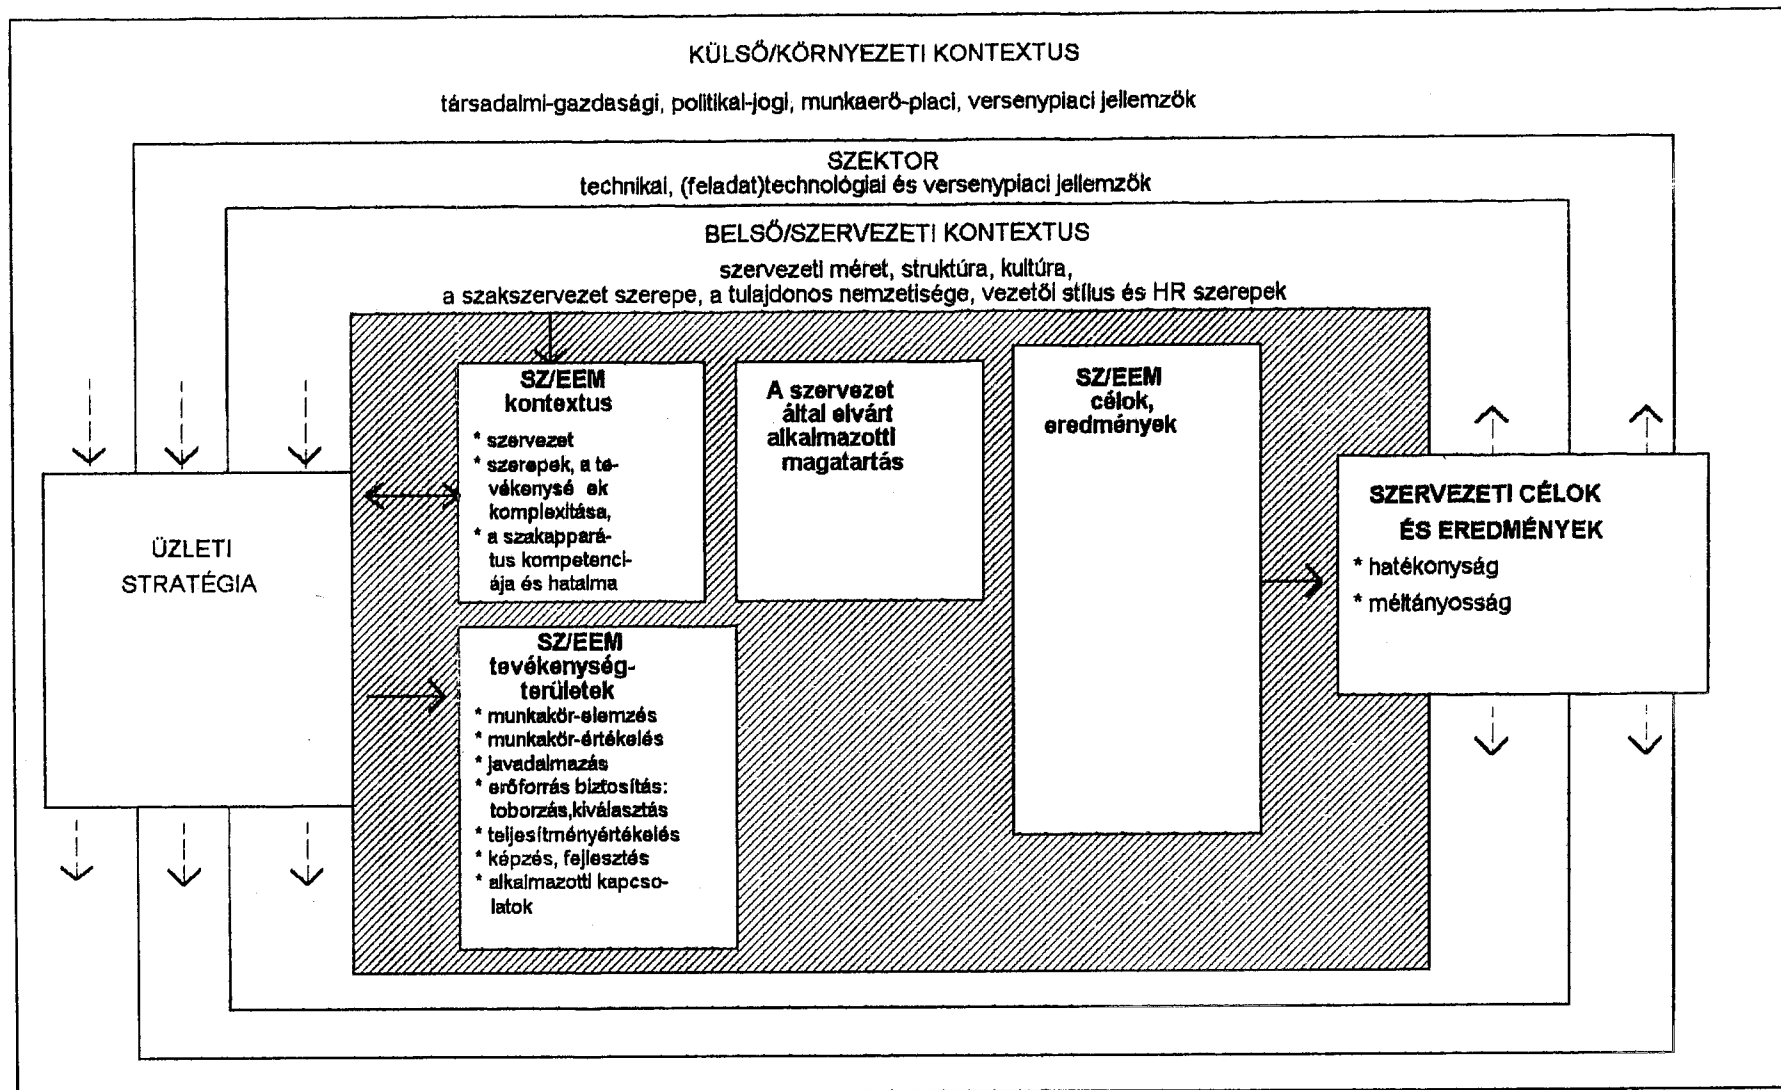 KÜLSŐ/KÖRNYEZETI KONTEXTUS
társadalmi-gazdasági, politikai-jogi, munkaerő-piaci, versenypiaci jellemzők
SZEKTOR
technikai, (feladat)technológiai és versenypiaci jellemzők
BELSŐ/SZERVEZETI KONTEXTUS
szervezeti méret, struktúra, kultúra,
a szakszervezet szerepe, a tulajdonos nemzetisége, vezetői stílus és HR szerepek
ÜZLETI
STRATÉGIA
SZ/EEM
kontextus
* szervezet
* szerepek, a te-
vékenysé ek
komplexitása,
* a szakappará-
tus kompetenci-
ája és hatalma
A szervezet
által elvárt
alkalmazotti
magatartás
SZ/EEM
célok,
eredmények
SZ/EEM
tevékenység-
területek
* munkakör-elemzés
* munkakör-értékelés
* javadalmazás
* erőforrás biztosítás:
toborzás,kiválasztás
* teljesítményértékelés
* képzés, fejlesztés
* alkalmazotti kapcso-
latok
SZERVEZETI CÉLOK
ÉS EREDMÉNYEK
* hatékonyság
* méltányosság